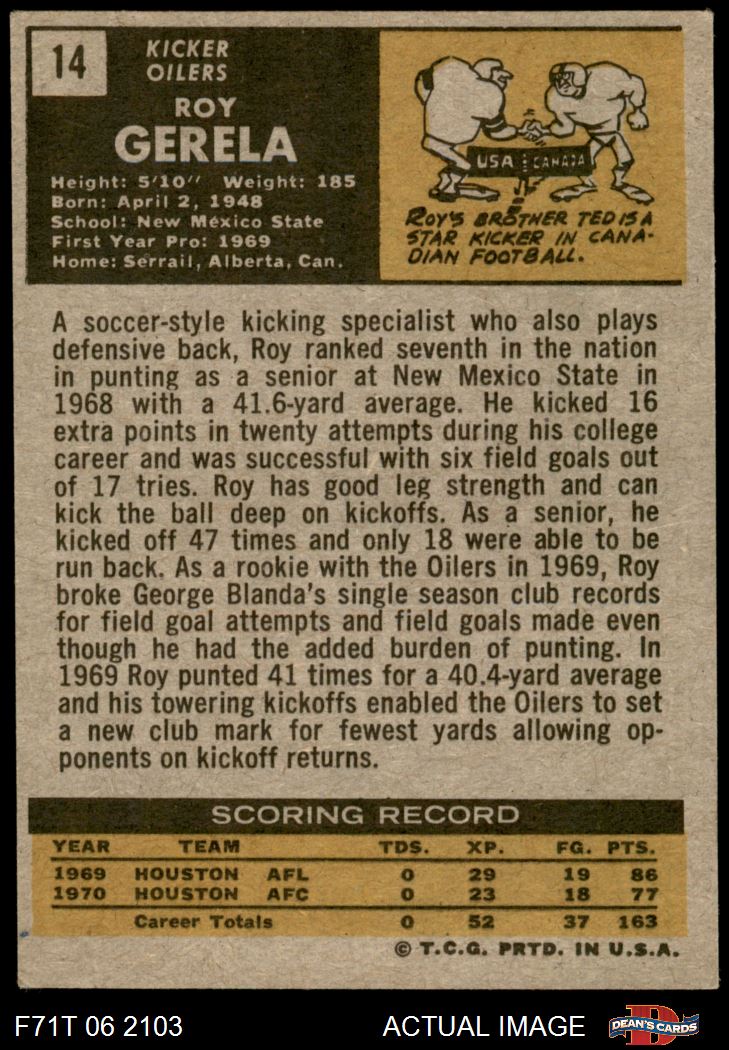 14
KICKER
OILERS
ROY
GERELA
Height: 5'10" Weight: 185
Born: April 2, 1948
School: New Mexico State
First Year Pro: 1969
Home: Serrail, Alberta, Can.
USA CANADA
ROY'S BROTHER TED IS A
STAR KICKER IN CANA-
DIAN FOOTBALL.
A soccer-style kicking specialist who also plays
defensive back, Roy ranked seventh in the nation
in punting as a senior at New Mexico State in
1968 with a 41.6-yard average. He kicked 16
extra points in twenty attempts during his college
career and was successful with six field goals out
of 17 tries. Roy has good leg strength and can
kick the ball deep on kickoffs. As a senior, he
kicked off 47 times and only 18 were able to be
run back. As a rookie with the Oilers in 1969, Roy
broke George Blanda's single season club records
for field goal attempts and field goals made even
though he had the added burden of punting. In
1969 Roy punted 41 times for a 40.4-yard average
and his towering kickoffs enabled the Oilers to set
a new club mark for fewest yards allowing op-
ponents on kickoff returns.
SCORING RECORD
YEAR TEAM TDS. XP. FG. PTS.
1969 HOUSTON AFL 0 29 19 86
1970 HOUSTON AFC 0 23 18 77
Career Totals 0 52 37 163
© T.C.G. PRTD. IN U.S.A.
F71T 06 2103 ACTUAL IMAGE D DEAN'S CARDS